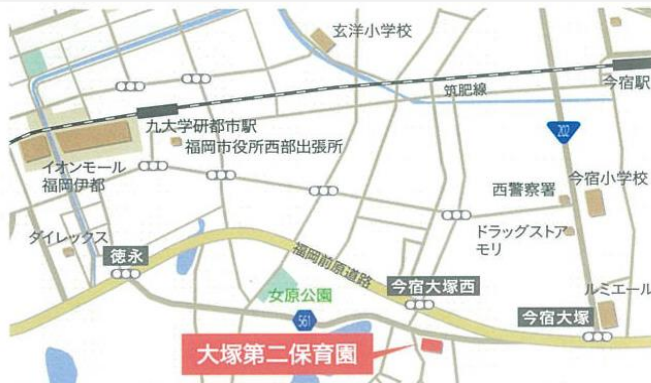 玄洋小学校
今宿駅
筑肥線
九大学研都市駅
福岡市役所西部出張所
202
イオンモール
福岡伊都
西警察署
今宿小学校
ドラッグストア
モリ
ダイレックス
徳永
福岡前原道路
女原公園
今宿大塚西
ルミエール
561
今宿大塚
大塚第二保育園